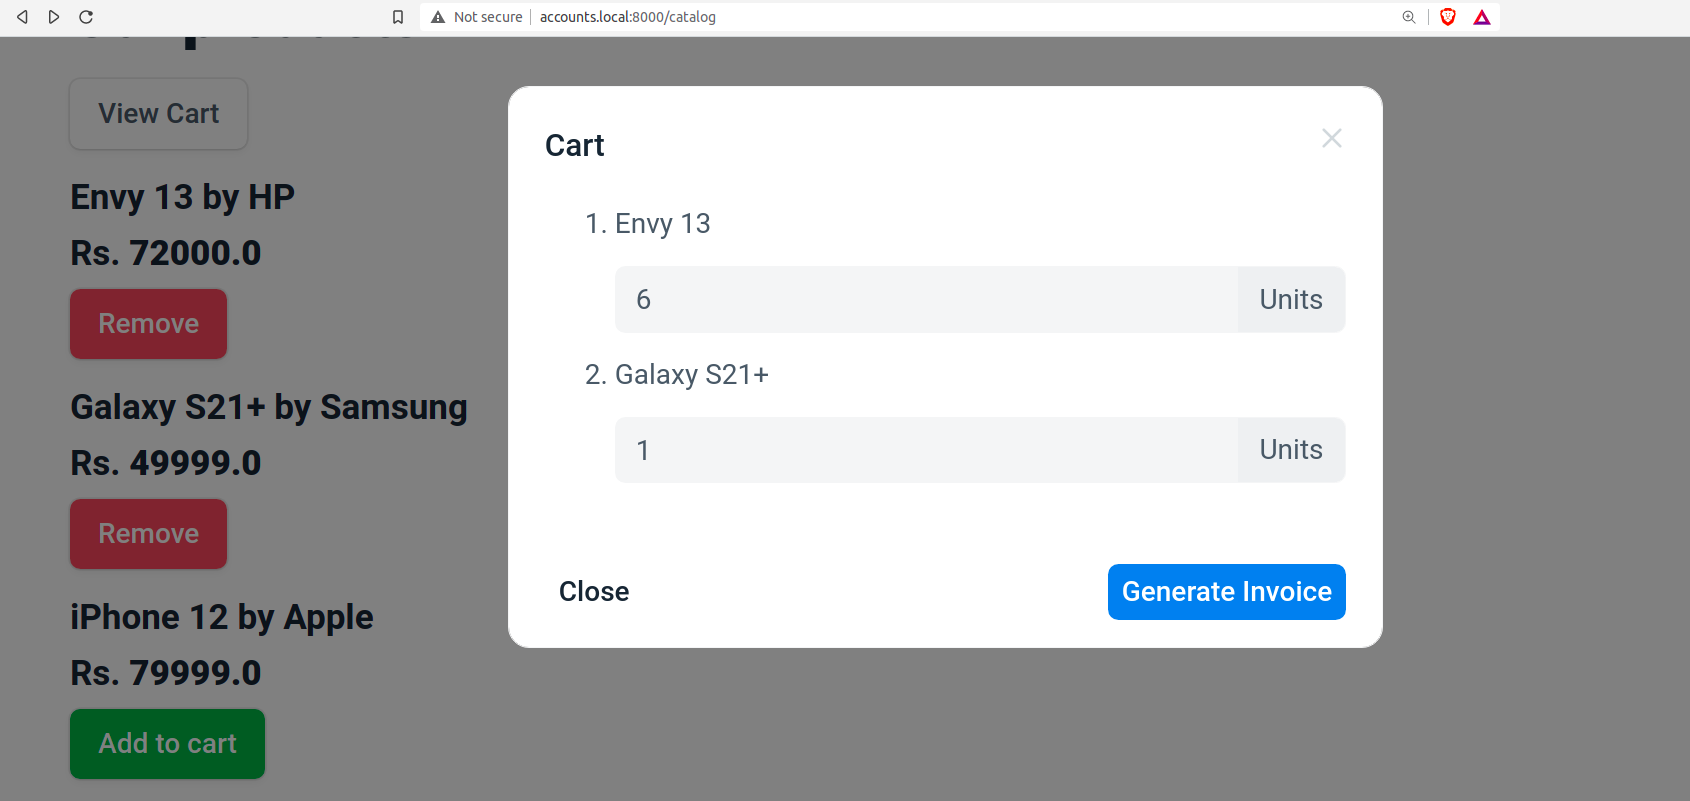 Not secure
accounts.local:8000/catalog
View Cart
Envy 13 by HP
Rs. 72000.0
Remove
Galaxy S21+ by Samsung
Rs. 49999.0
Remove
iPhone 12 by Apple
Rs. 79999.0
Add to cart
Cart
1. Envy 13
6 Units
2. Galaxy S21+
1 Units
Close
Generate Invoice